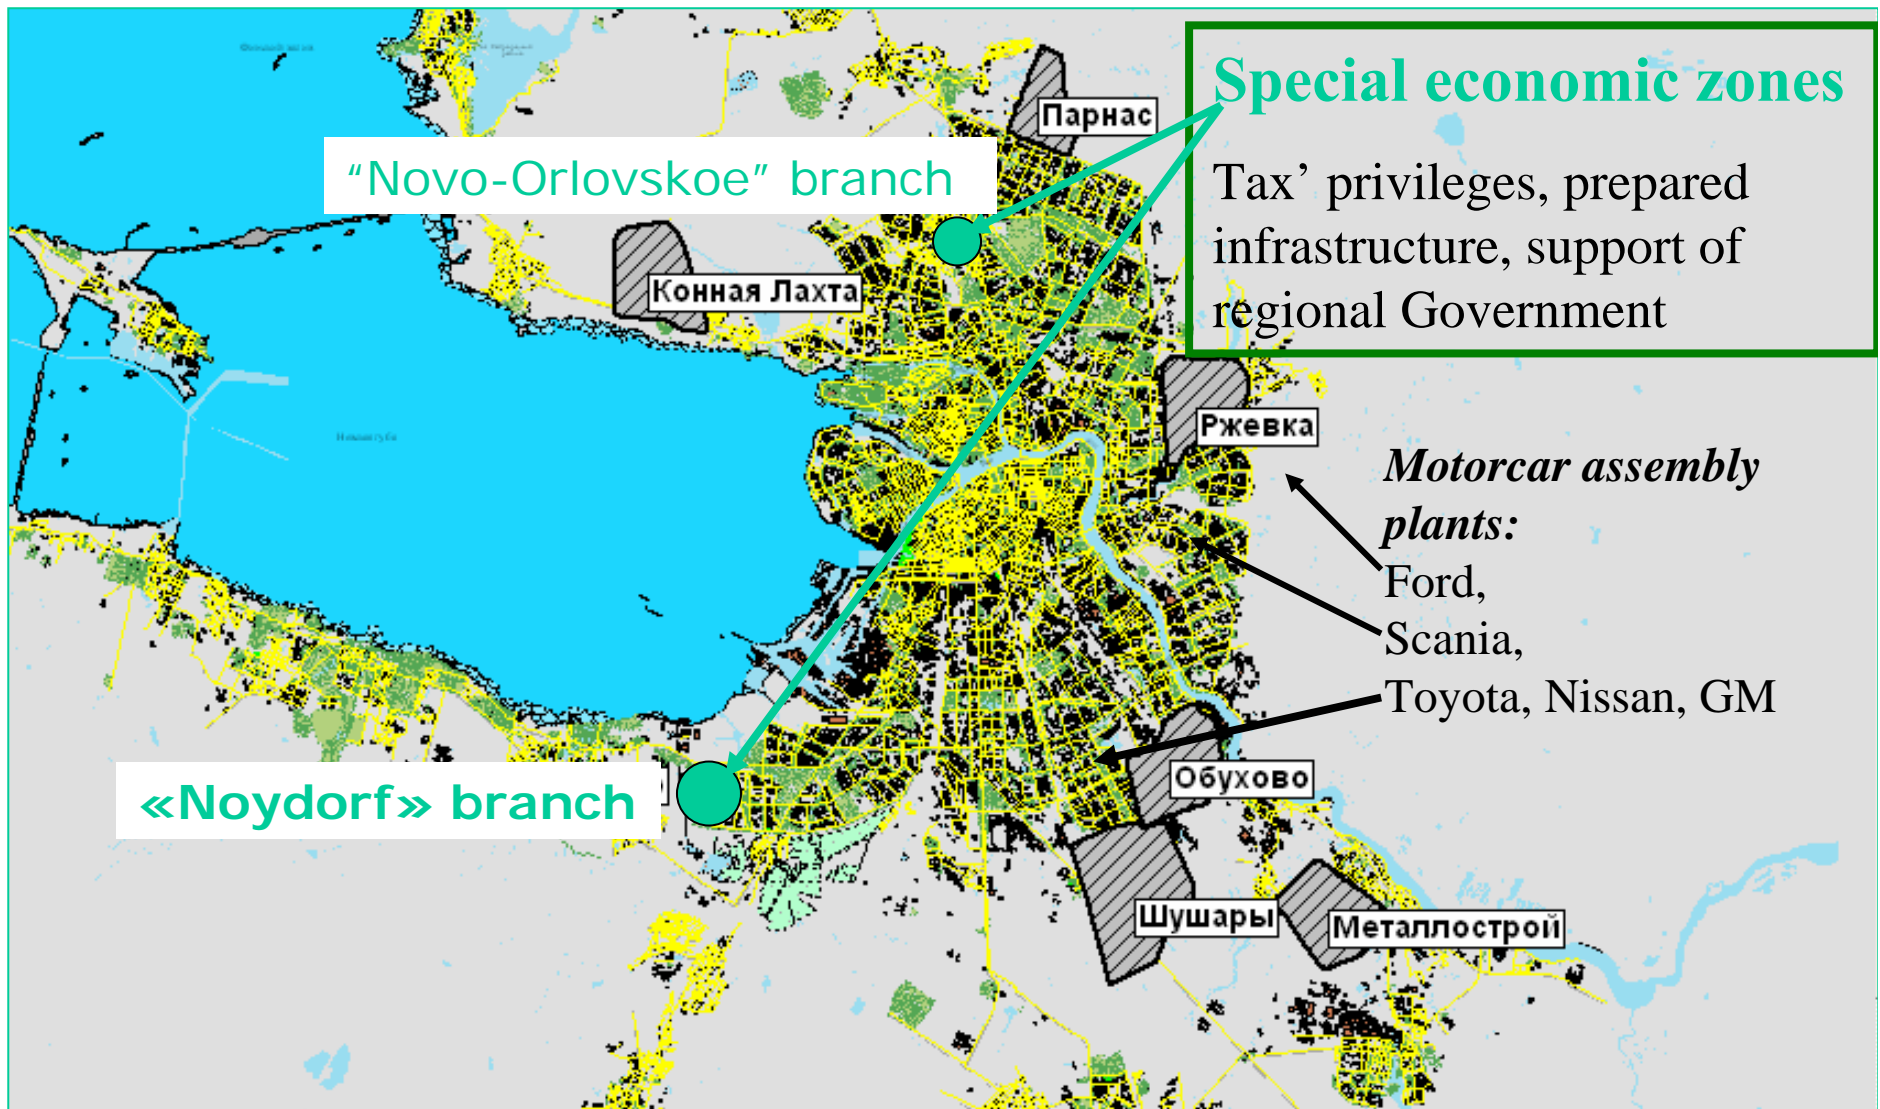 Special economic zones
Tax’ privileges, prepared
infrastructure, support of
regional Government
Парнас
“Novo-Orlovskoe” branch
Конная Лахта
Ржевка
Motorcar assembly
plants:
Ford,
Scania,
Toyota, Nissan, GM
«Noydorf» branch
Обухово
Шушары
Металлострой